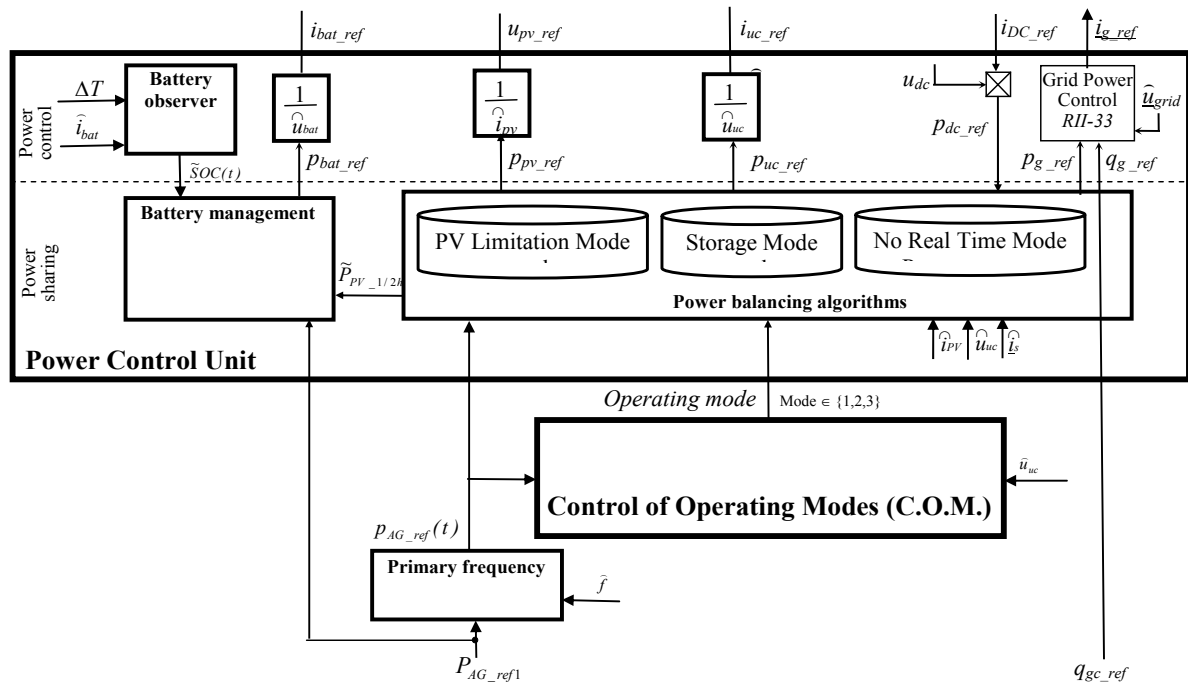 i_bat_ref u_pv_ref i_uc_ref i_DC_ref i_g_ref
Power control
ΔT
î_bat
Battery observer
1 / û_bat
1 / î_pv
1 / û_uc
u_dc
Grid Power Control RII-33
û_grid
S̃OC(t)
p_bat_ref p_pv_ref p_uc_ref p_dc_ref p_g_ref q_g_ref
Power sharing
Battery management
P̃_PV_1/2h
PV Limitation Mode
Storage Mode
No Real Time Mode
Power balancing algorithms
î_PV û_uc î_s
Power Control Unit
Operating mode Mode ∈ {1,2,3}
Control of Operating Modes (C.O.M.)
û_uc
p_AG_ref(t)
Primary frequency
f̂
P_AG_ref1
q_gc_ref